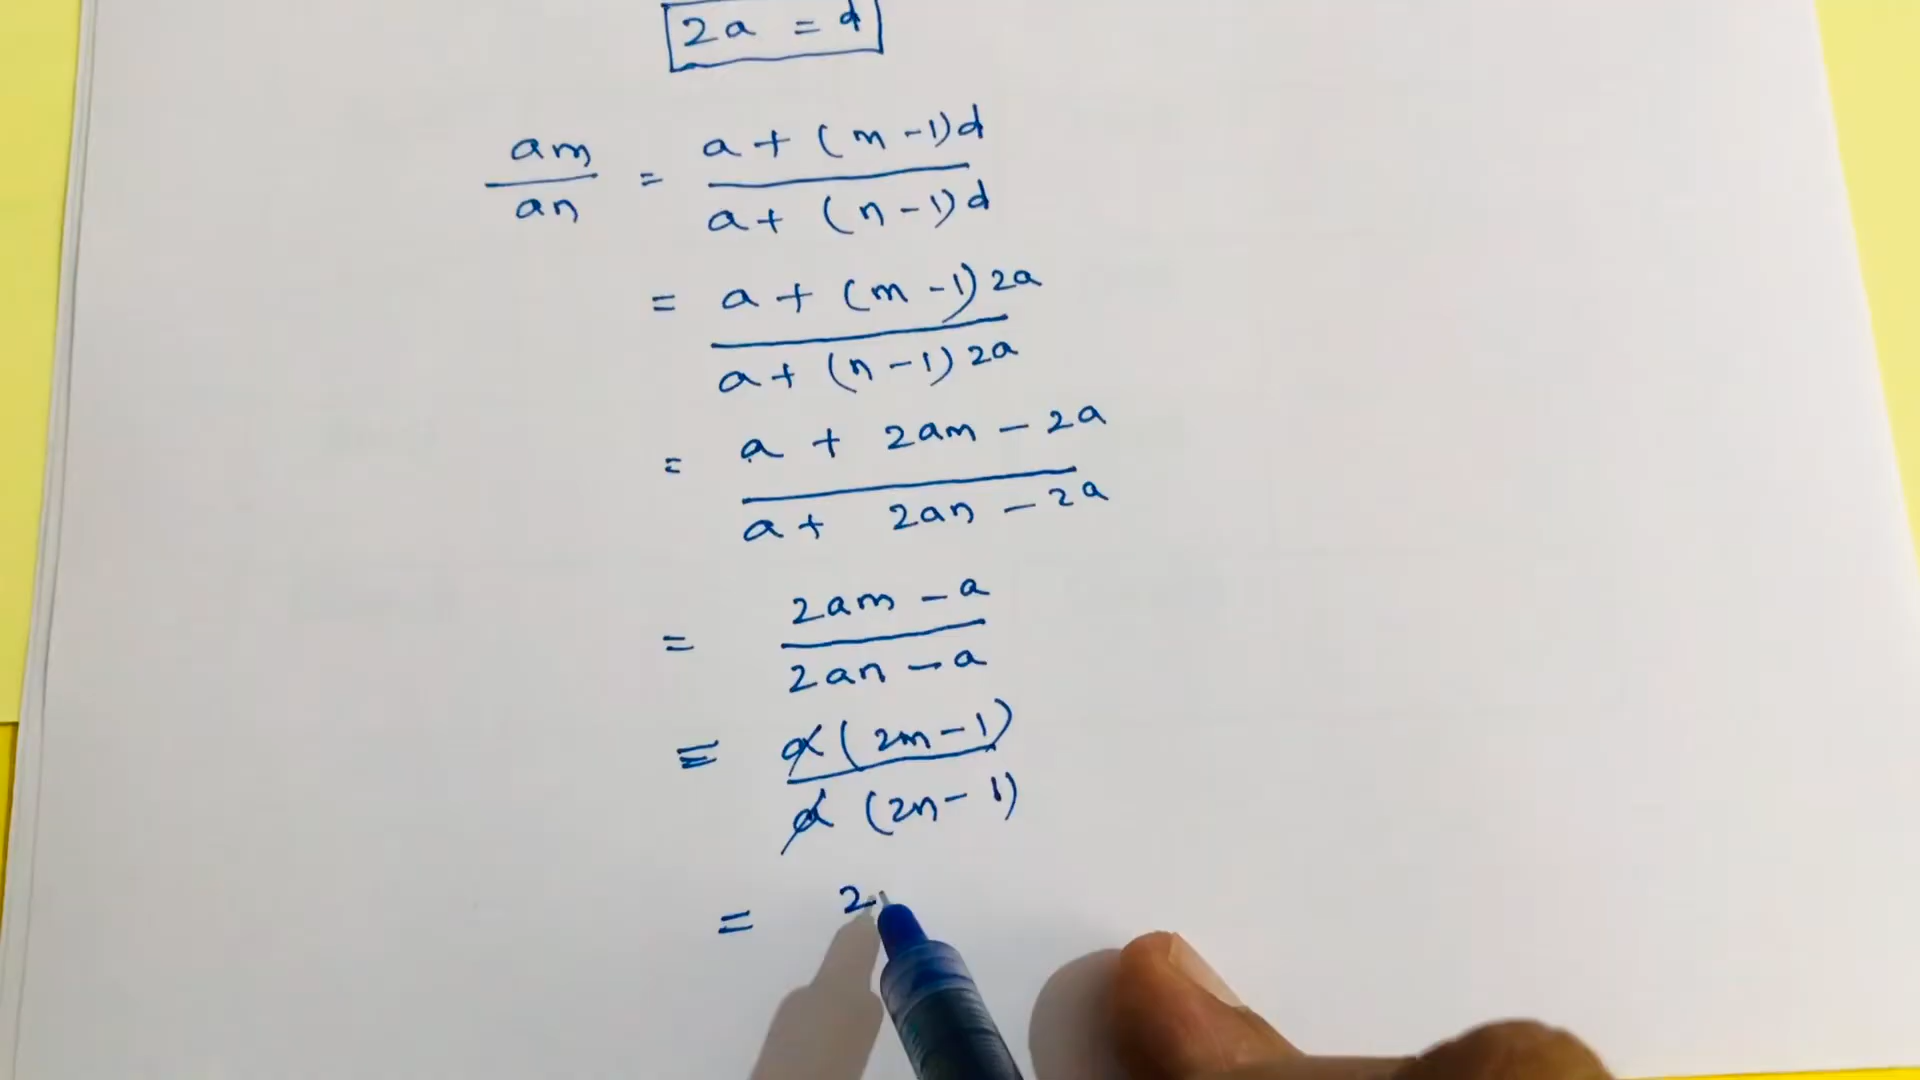 2a = d
am/an = a + (m - 1)d / a + (n - 1)d
= a + (m - 1) 2a / a + (n - 1) 2a
= a + 2am - 2a / a + 2an - 2a
= 2am - a / 2an - a
= a (2m - 1) / a (2n - 1)
= 2